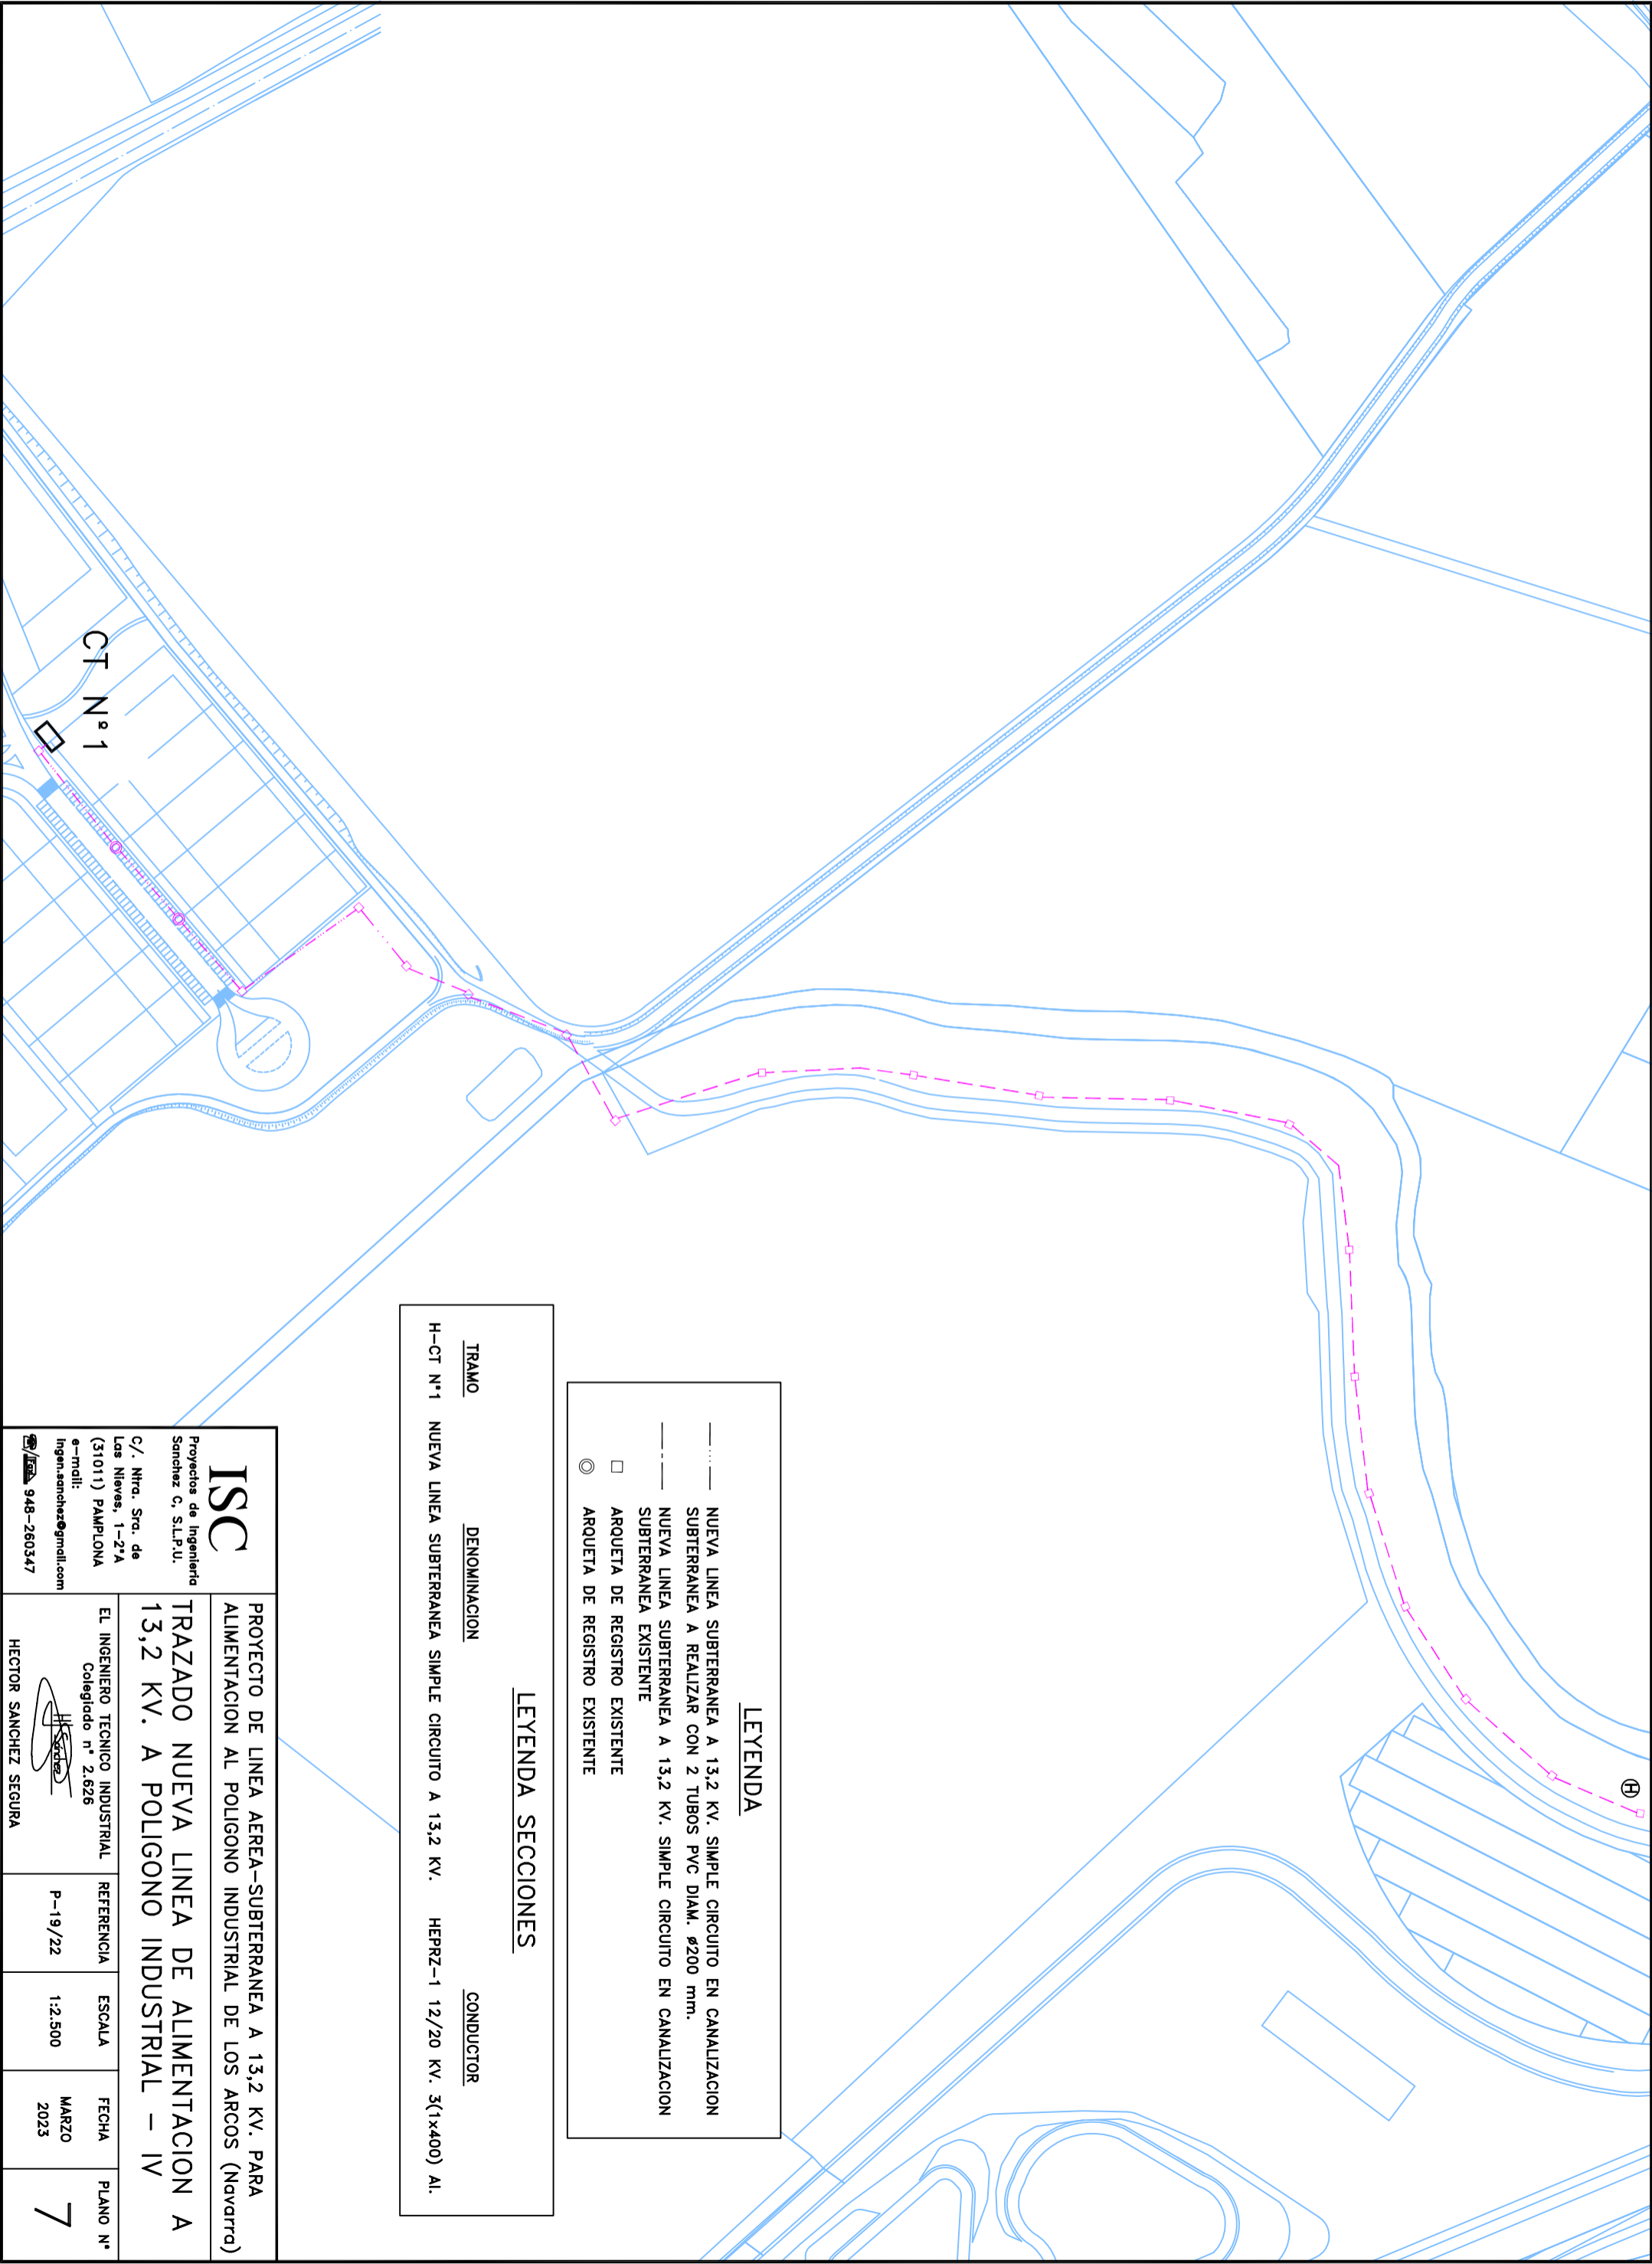 CT Nº1
H
LEYENDA
NUEVA LINEA SUBTERRANEA A 13,2 KV. SIMPLE CIRCUITO EN CANALIZACION
SUBTERRANEA A REALIZAR CON 2 TUBOS PVC DIAM. ø200 mm.
NUEVA LINEA SUBTERRANEA A 13,2 KV. SIMPLE CIRCUITO EN CANALIZACION
SUBTERRANEA EXISTENTE
ARQUETA DE REGISTRO EXISTENTE
ARQUETA DE REGISTRO EXISTENTE
LEYENDA SECCIONES
TRAMO DENOMINACION CONDUCTOR
H-CT Nº1 NUEVA LINEA SUBTERRANEA SIMPLE CIRCUITO A 13,2 KV. HEPRZ-1 12/20 KV. 3(1x400) Al.
ISC
Proyectos de Ingenieria
Sanchez C, S.L.P.U.
C/. Ntra. Sra. de
Las Nieves, 1-2ºA
(31011) PAMPLONA
e-mail:
ingen.sanchez@gmail.com
/Fax. 948-260347
PROYECTO DE LINEA AEREA-SUBTERRANEA A 13,2 KV. PARA
ALIMENTACION AL POLIGONO INDUSTRIAL DE LOS ARCOS (Navarra)
TRAZADO NUEVA LINEA DE ALIMENTACION A
13,2 KV. A POLIGONO INDUSTRIAL - IV
EL INGENIERO TECNICO INDUSTRIAL
Colegiado nº 2.626
HECTOR SANCHEZ SEGURA
REFERENCIA
P-19/22
ESCALA
1:2.500
FECHA
MARZO
2023
PLANO Nº
7